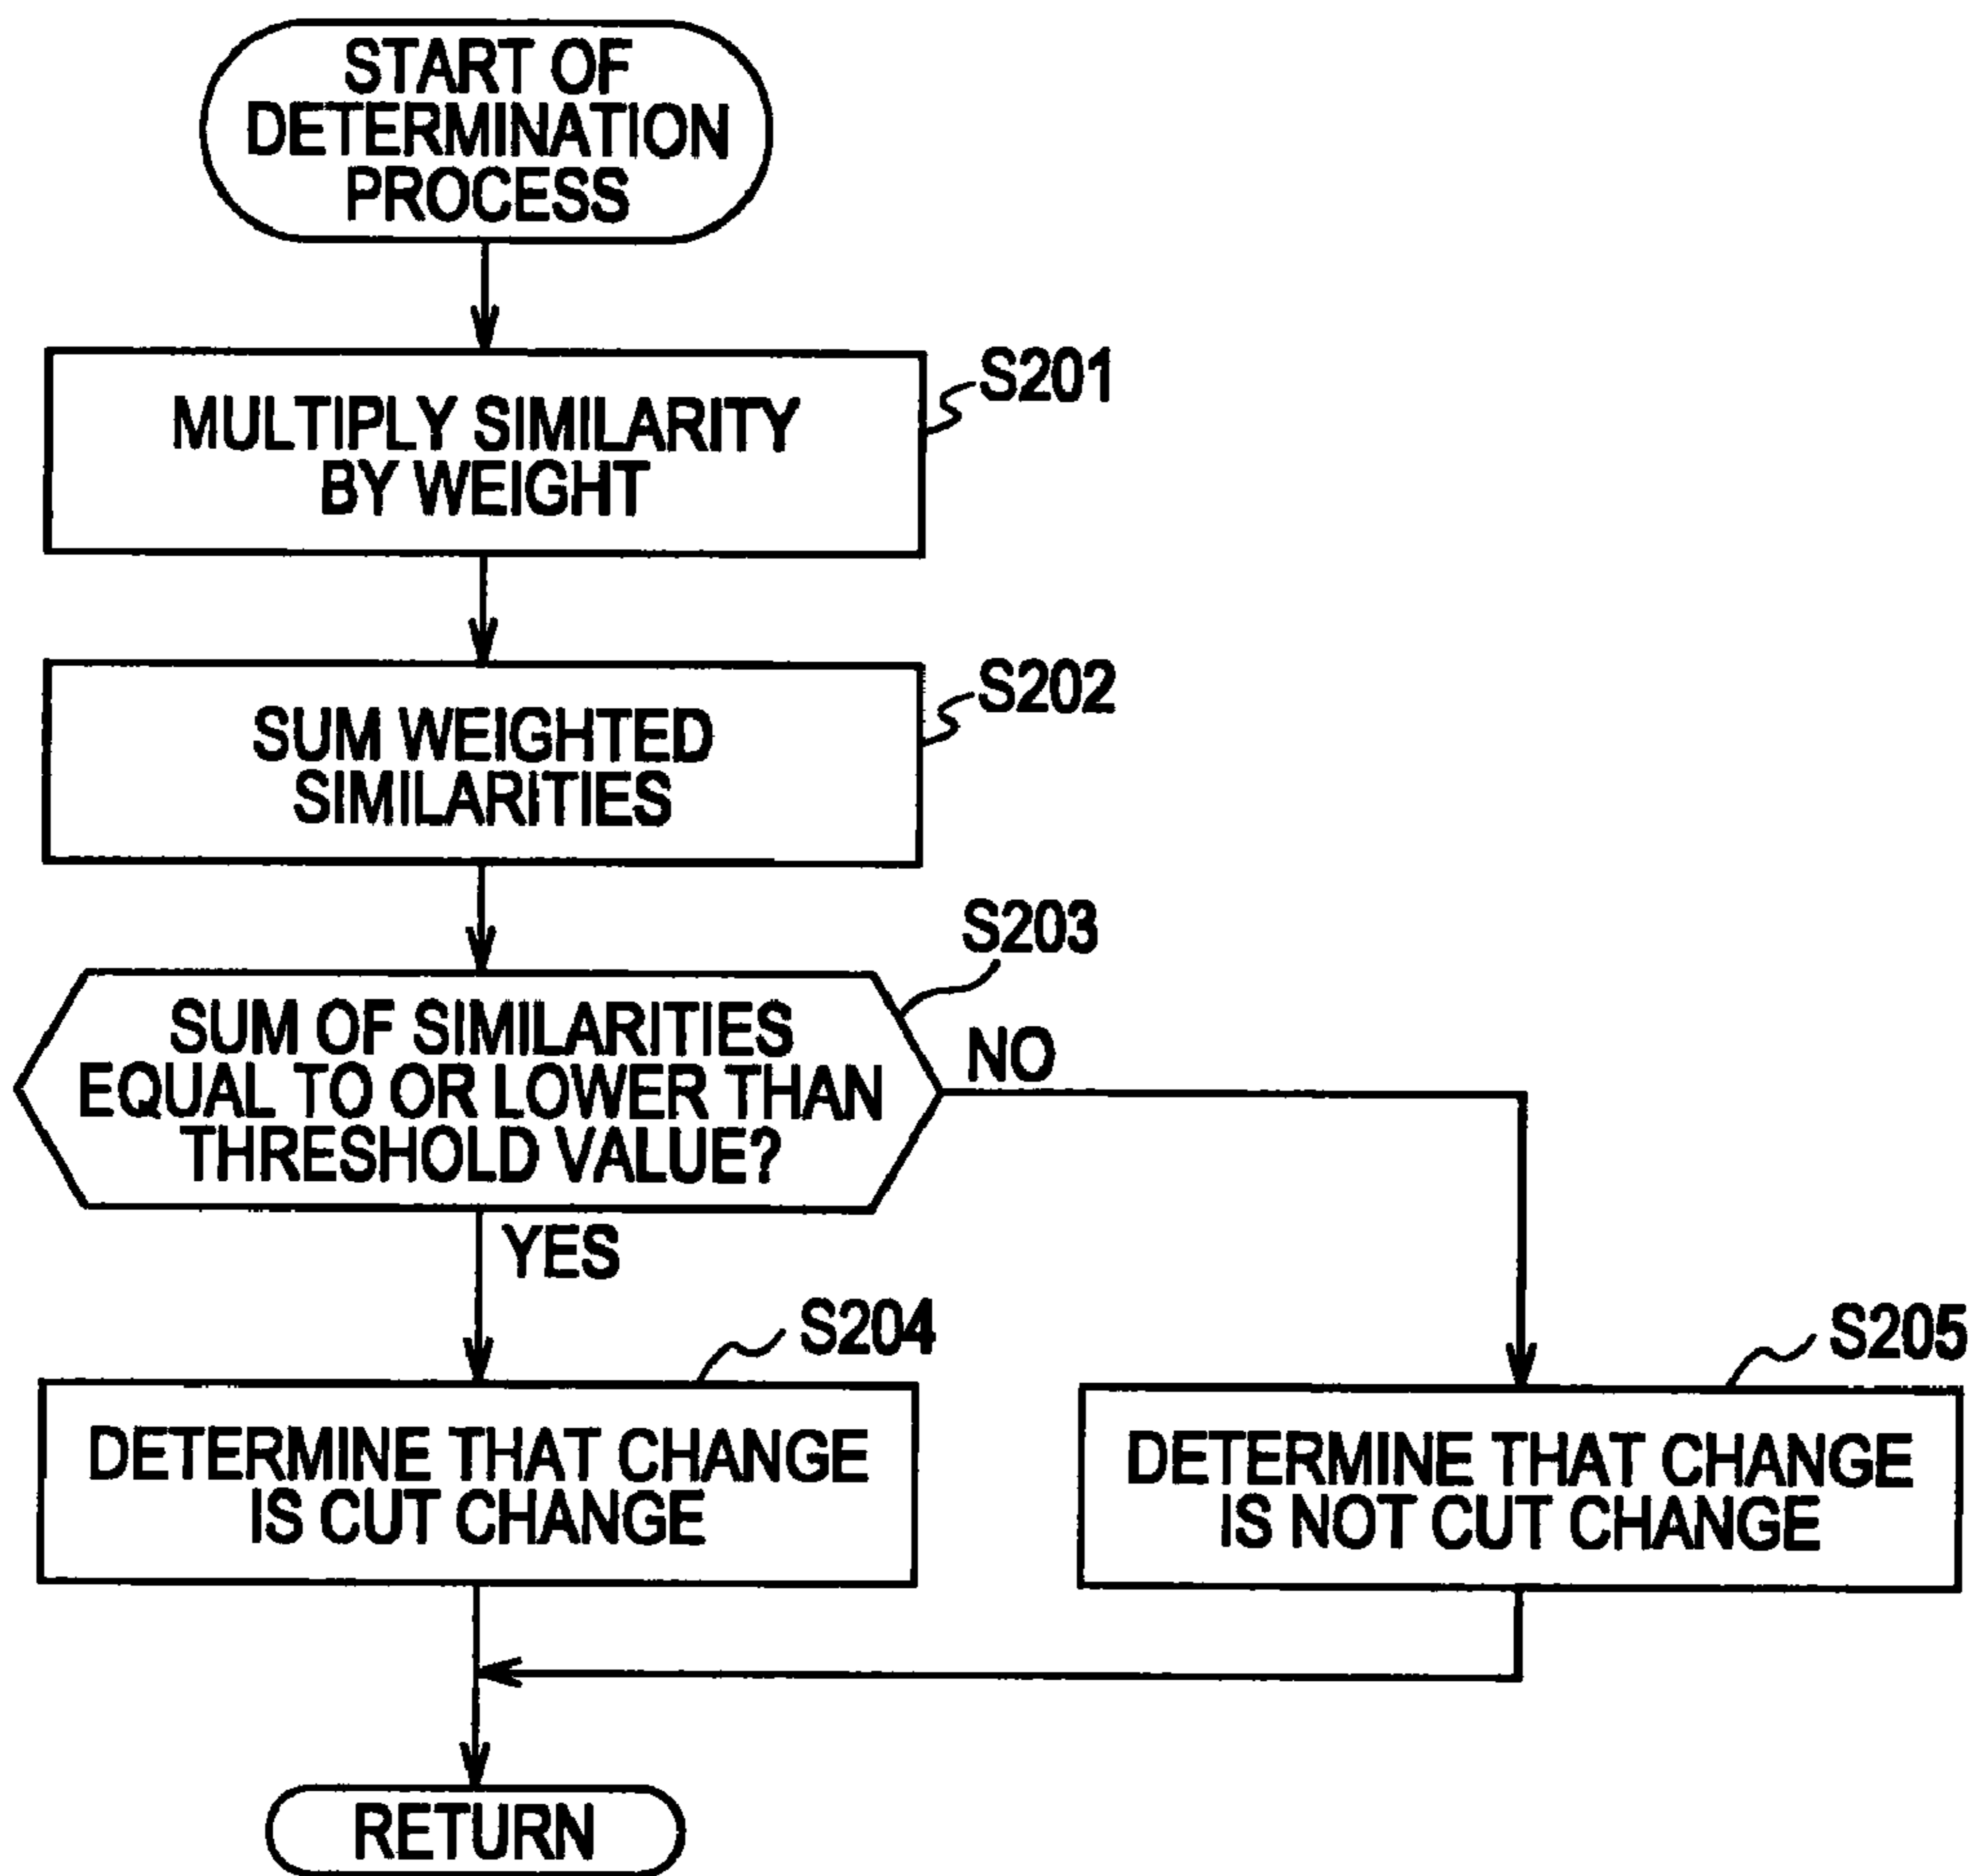 START OF
DETERMINATION
PROCESS
S201
MULTIPLY SIMILARITY
BY WEIGHT
S202
SUM WEIGHTED
SIMILARITIES
S203
SUM OF SIMILARITIES
EQUAL TO OR LOWER THAN
THRESHOLD VALUE?
NO
YES
S204
DETERMINE THAT CHANGE
IS CUT CHANGE
S205
DETERMINE THAT CHANGE
IS NOT CUT CHANGE
RETURN